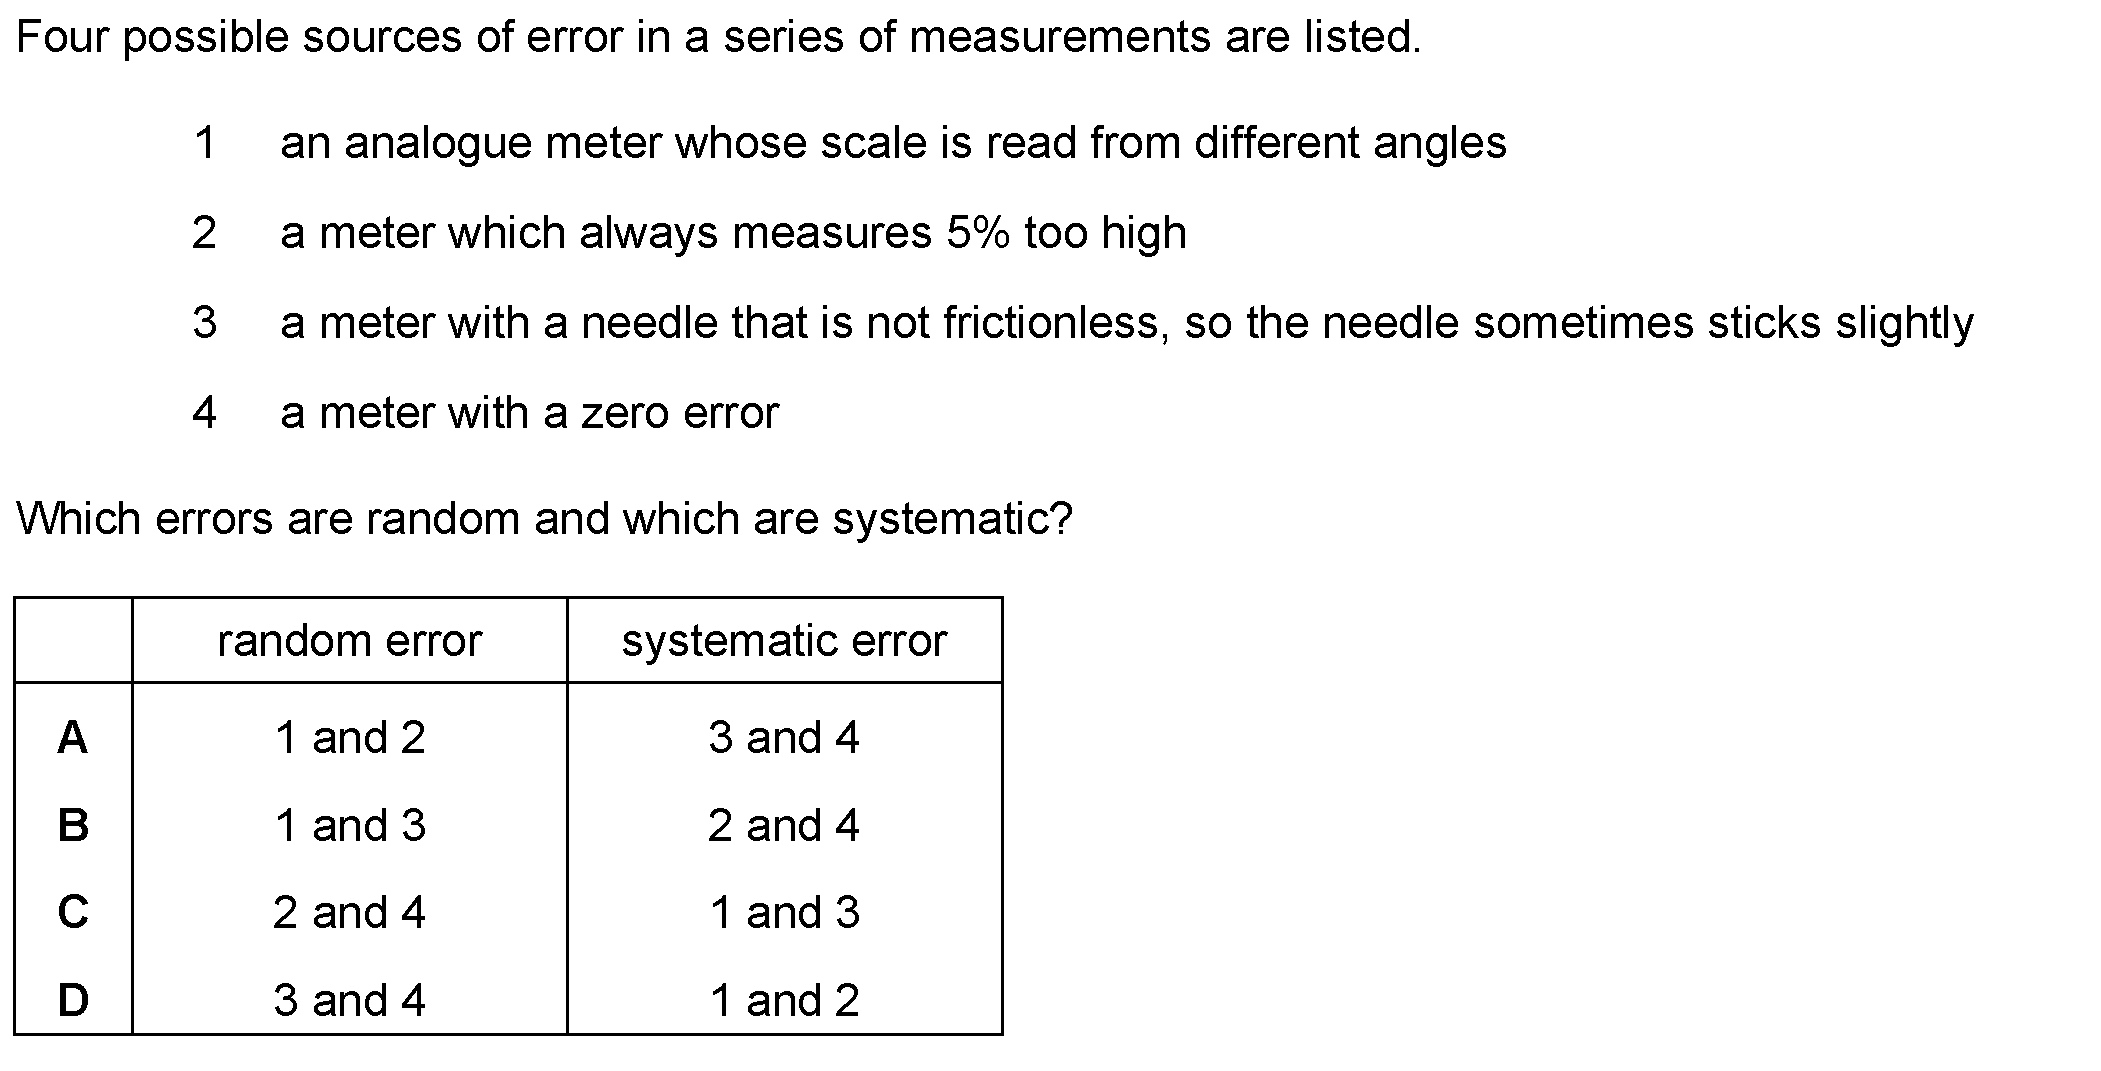 Four possible sources of error in a series of measurements are listed.
1 an analogue meter whose scale is read from different angles
2 a meter which always measures 5% too high
3 a meter with a needle that is not frictionless, so the needle sometimes sticks slightly
4 a meter with a zero error
Which errors are random and which are systematic?
random error systematic error
A 1 and 2 3 and 4
B 1 and 3 2 and 4
C 2 and 4 1 and 3
D 3 and 4 1 and 2